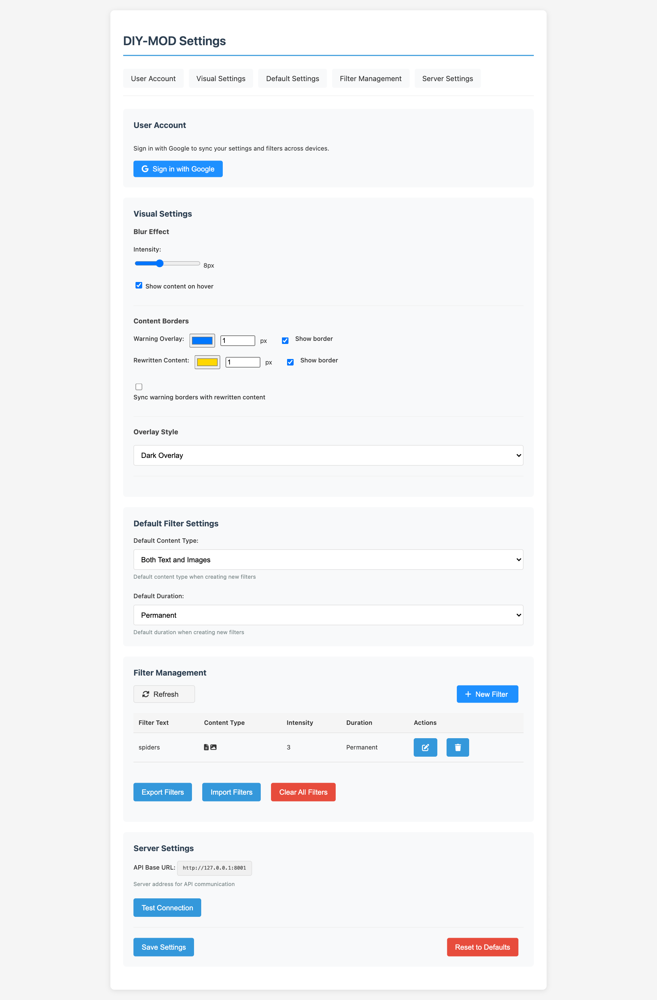 DIY-MOD Settings
User Account
Visual Settings
Default Settings
Filter Management
Server Settings
User Account
Sign in with Google to sync your settings and filters across devices.
Sign in with Google
Visual Settings
Blur Effect
Intensity:
8px
Show content on hover
Content Borders
Warning Overlay: 1 px Show border
Rewritten Content: 1 px Show border
Sync warning borders with rewritten content
Overlay Style
Dark Overlay
Default Filter Settings
Default Content Type:
Both Text and Images
Default content type when creating new filters
Default Duration:
Permanent
Default duration when creating new filters
Filter Management
Refresh
New Filter
Filter Text Content Type Intensity Duration Actions
spiders 3 Permanent
Export Filters
Import Filters
Clear All Filters
Server Settings
API Base URL: http://127.0.0.1:8001
Server address for API communication
Test Connection
Save Settings
Reset to Defaults